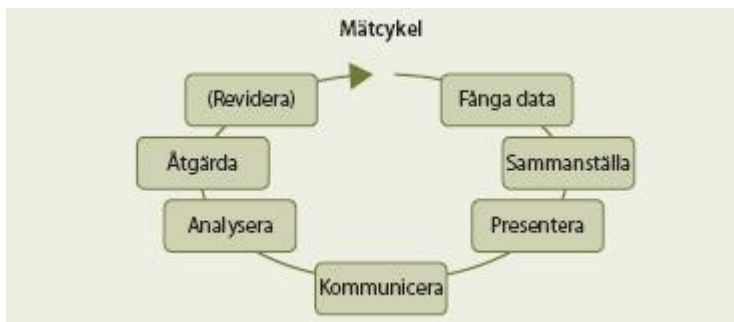 Mätcykel
Fånga data
Sammanställa
Presentera
Kommunicera
Analysera
Åtgärda
(Revidera)